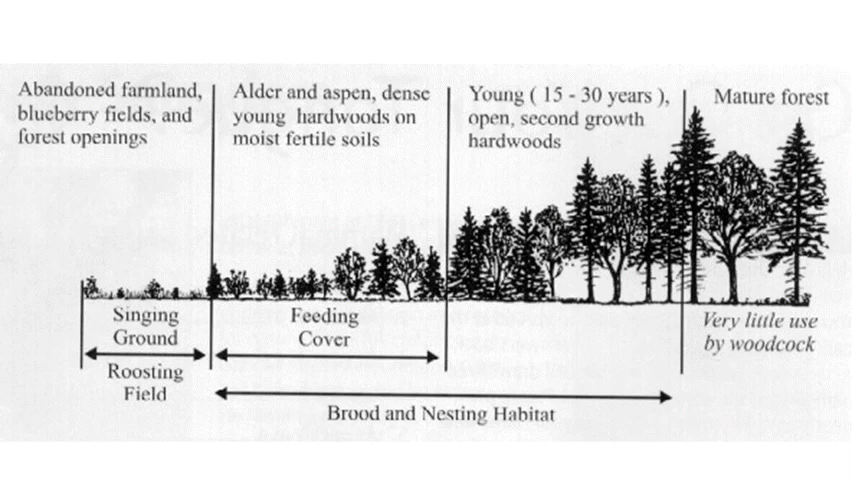 Abandoned farmland,
blueberry fields, and
forest openings
Alder and aspen, dense
young hardwoods on
moist fertile soils
Young ( 15 - 30 years ),
open, second growth
hardwoods
Mature forest
Singing
Ground
Roosting
Field
Feeding
Cover
Very little use
by woodcock
Brood and Nesting Habitat